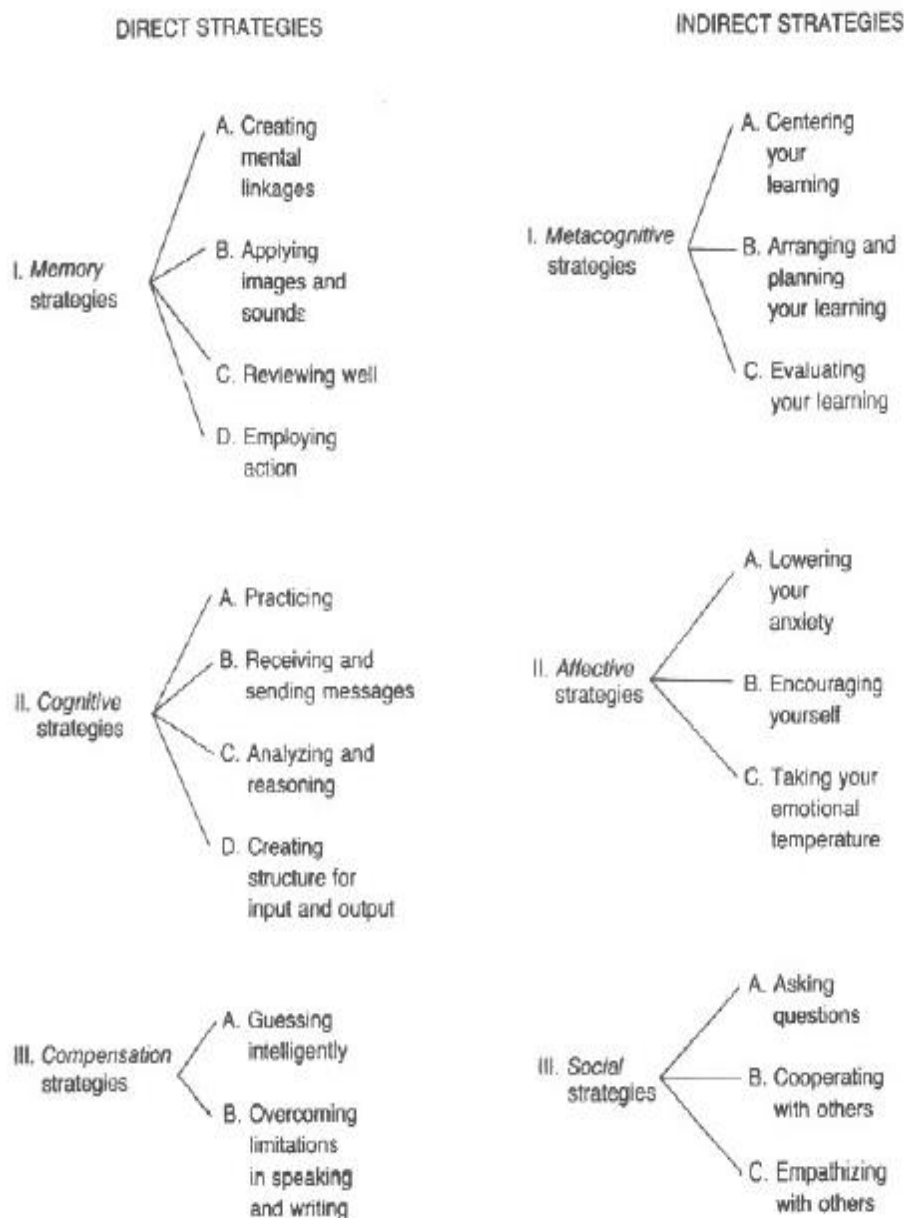 DIRECT STRATEGIES
I. Memory
strategies
A. Creating
mental
linkages
B. Applying
images and
sounds
C. Reviewing well
D. Employing
action
II. Cognitive
strategies
A. Practicing
B. Receiving and
sending messages
C. Analyzing and
reasoning
D. Creating
structure for
input and output
III. Compensation
strategies
A. Guessing
intelligently
B. Overcoming
limitations
in speaking
and writing
INDIRECT STRATEGIES
I. Metacognitive
strategies
A. Centering
your
learning
B. Arranging and
planning
your learning
C. Evaluating
your learning
II. Affective
strategies
A. Lowering
your
anxiety
B. Encouraging
yourself
C. Taking your
emotional
temperature
III. Social
strategies
A. Asking
questions
B. Cooperating
with others
C. Empathizing
with others